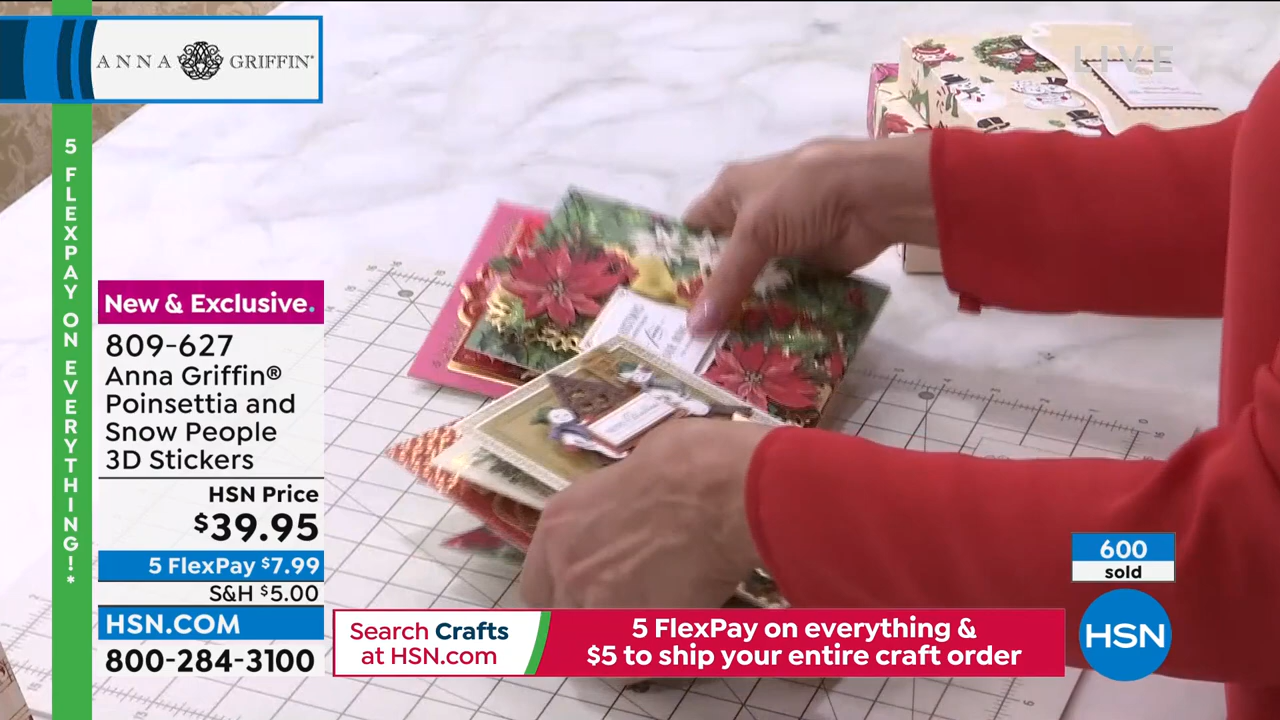 ANNA GRIFFIN®
LIVE
5 FLEXPAY ON EVERYTHING!*
New & Exclusive.
809-627
Anna Griffin®
Poinsettia and
Snow People
3D Stickers
HSN Price
$39.95
5 FlexPay $7.99
S&H $5.00
HSN.COM
800-284-3100
Search Crafts
at HSN.com
5 FlexPay on everything &
$5 to ship your entire craft order
600
sold
HSN